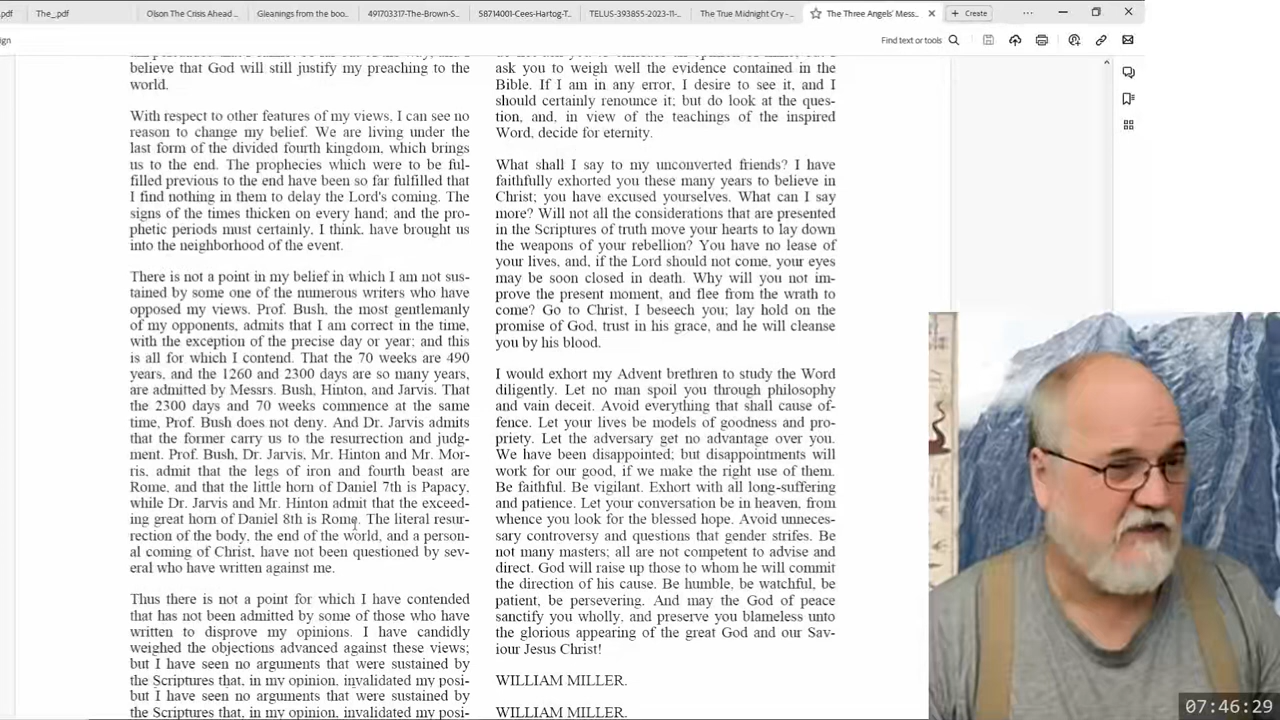 .pdf
The_.pdf
Olson The Crisis Ahead ...
Gleanings from the boo...
491703317-The-Brown-S...
58714001-Cees-Hartog-T...
TELUS-393855-2023-11-...
The True Midnight Cry -...
The Three Angels' Mess...
Create
Find text or tools
believe that God will still justify my preaching to the
world.
With respect to other features of my views, I can see no
reason to change my belief. We are living under the
last form of the divided fourth kingdom, which brings
us to the end. The prophecies which were to be ful-
filled previous to the end have been so far fulfilled that
I find nothing in them to delay the Lord's coming. The
signs of the times thicken on every hand; and the pro-
phetic periods must certainly, I think, have brought us
into the neighborhood of the event.
There is not a point in my belief in which I am not sus-
tained by some one of the numerous writers who have
opposed my views. Prof. Bush, the most gentlemanly
of my opponents, admits that I am correct in the time,
with the exception of the precise day or year; and this
is all for which I contend. That the 70 weeks are 490
years, and the 1260 and 2300 days are so many years,
are admitted by Messrs. Bush, Hinton, and Jarvis. That
the 2300 days and 70 weeks commence at the same
time, Prof. Bush does not deny. And Dr. Jarvis admits
that the former carry us to the resurrection and judg-
ment. Prof. Bush, Dr. Jarvis, Mr. Hinton and Mr. Mor-
ris, admit that the legs of iron and fourth beast are
Rome, and that the little horn of Daniel 7th is Papacy,
while Dr. Jarvis and Mr. Hinton admit that the exceed-
ing great horn of Daniel 8th is Rome. The literal resur-
rection of the body, the end of the world, and a person-
al coming of Christ, have not been questioned by sev-
eral who have written against me.
Thus there is not a point for which I have contended
that has not been admitted by some of those who have
written to disprove my opinions. I have candidly
weighed the objections advanced against these views;
but I have seen no arguments that were sustained by
the Scriptures that, in my opinion, invalidated my posi-
but I have seen no arguments that were sustained by
the Scriptures that, in my opinion, invalidated my posi-
ask you to weigh well the evidence contained in the
Bible. If I am in any error, I desire to see it, and I
should certainly renounce it; but do look at the ques-
tion, and, in view of the teachings of the inspired
Word, decide for eternity.
What shall I say to my unconverted friends? I have
faithfully exhorted you these many years to believe in
Christ; you have excused yourselves. What can I say
more? Will not all the considerations that are presented
in the Scriptures of truth move your hearts to lay down
the weapons of your rebellion? You have no lease of
your lives, and, if the Lord should not come, your eyes
may be soon closed in death. Why will you not im-
prove the present moment, and flee from the wrath to
come? Go to Christ, I beseech you; lay hold on the
promise of God, trust in his grace, and he will cleanse
you by his blood.
I would exhort my Advent brethren to study the Word
diligently. Let no man spoil you through philosophy
and vain deceit. Avoid everything that shall cause of-
fence. Let your lives be models of goodness and pro-
priety. Let the adversary get no advantage over you.
We have been disappointed; but disappointments will
work for our good, if we make the right use of them.
Be faithful. Be vigilant. Exhort with all long-suffering
and patience. Let your conversation be in heaven, from
whence you look for the blessed hope. Avoid unneces-
sary controversy and questions that gender strifes. Be
not many masters; all are not competent to advise and
direct. God will raise up those to whom he will commit
the direction of his cause. Be humble, be watchful, be
patient, be persevering. And may the God of peace
sanctify you wholly, and preserve you blameless unto
the glorious appearing of the great God and our Sav-
iour Jesus Christ!
WILLIAM MILLER.
WILLIAM MILLER.
07:46:29